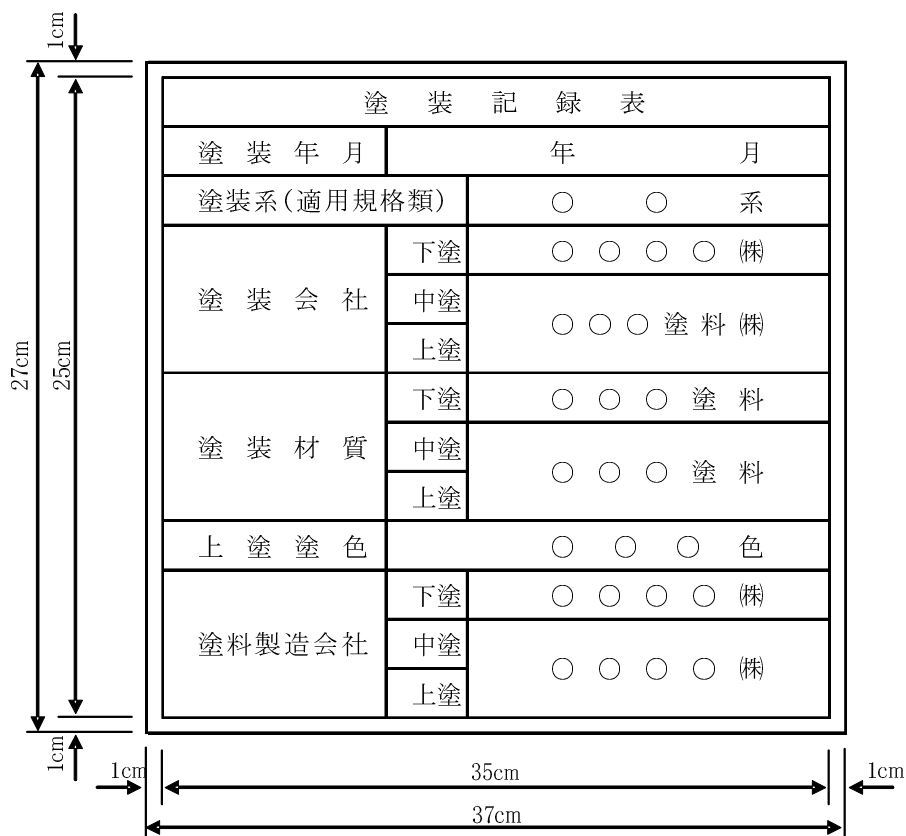 1cm
塗装記録表
塗装年月 年 月
塗装系(適用規格類) ○ ○ 系
下塗 ○○○○㈱
塗装会社 中塗 ○○○塗料㈱
上塗
27cm
25cm
下塗 ○○○塗料
塗装材質 中塗 ○○○塗料
上塗
上塗塗色 ○○○色
下塗 ○○○○㈱
塗料製造会社 中塗 ○○○○㈱
上塗
1cm
1cm 35cm 1cm
37cm